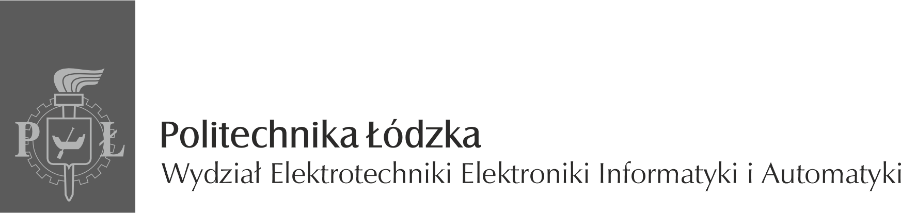 P Ł
Politechnika Łódzka
Wydział Elektrotechniki Elektroniki Informatyki i Automatyki